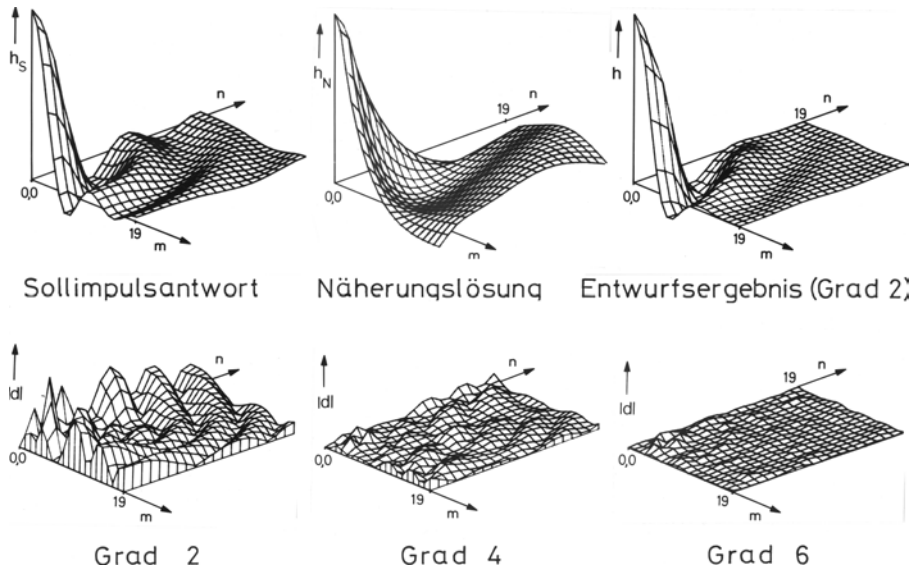 h_S
n
0,0
19
m
Sollimpulsantwort
h_N
n
19
0,0
m
Näherungslösung
h
n
19
0,0
19
m
Entwurfsergebnis (Grad 2)
|d|
n
0,0
19
m
Grad 2
|d|
n
0,0
19
m
Grad 4
|d|
n
19
0,0
19
m
Grad 6